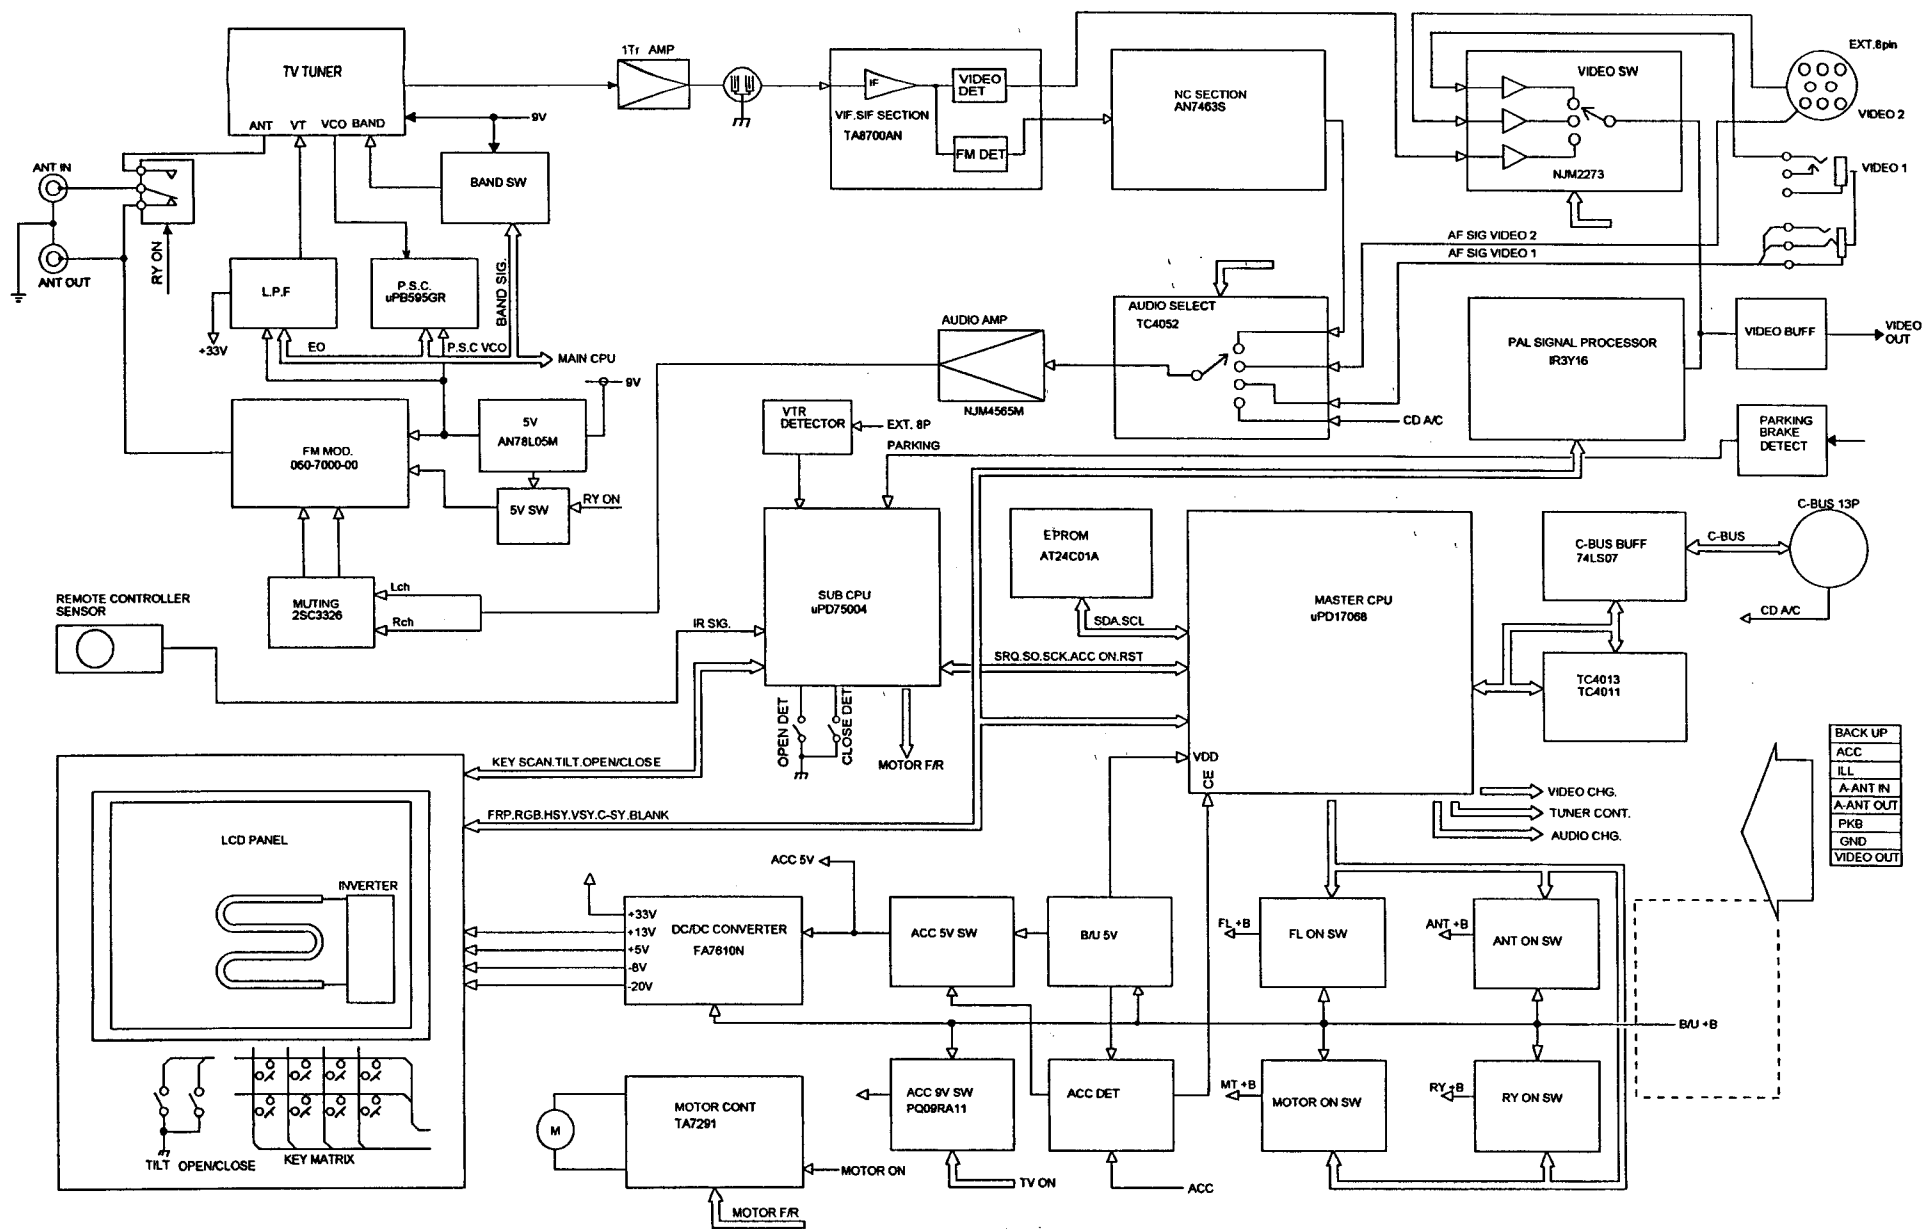 TV TUNER
ANT VT VCO BAND
9V
1Tr AMP
IF
VIDEO DET
VIF.SIF SECTION
TA8700AN
FM DET
NC SECTION
AN7463S
VIDEO SW
NJM2273
EXT.8pin
VIDEO 2
VIDEO 1
ANT IN
ANT OUT
RY ON
BAND SW
L.P.F
P.S.C.
uPB595GR
BAND SIG.
+33V
EO
P.S.C VCO
MAIN CPU
AF SIG VIDEO 2
AF SIG VIDEO 1
AUDIO SELECT
TC4052
CD A/C
AUDIO AMP
NJM4565M
PAL SIGNAL PROCESSOR
IR3Y16
VIDEO BUFF
VIDEO OUT
PARKING
BRAKE
DETECT
FM MOD.
060-7000-00
5V
AN78L05M
9V
5V SW
RY ON
VTR
DETECTOR
EXT. 8P
PARKING
MUTING
2SC3326
Lch
Rch
REMOTE CONTROLLER
SENSOR
IR SIG.
SUB CPU
uPD75004
EPROM
AT24C01A
SDA.SCL
SRQ.SO.SCK.ACC ON.RST
MASTER CPU
uPD17068
VDD
CE
C-BUS BUFF
74LS07
C-BUS
C-BUS 13P
CD A/C
TC4013
TC4011
OPEN DET
CLOSE DET
MOTOR F/R
KEY SCAN.TILT.OPEN/CLOSE
FRP.RGB.HSY.VSY.C-SY.BLANK
VIDEO CHG.
TUNER CONT.
AUDIO CHG.
BACK UP
ACC
ILL
A-ANT IN
A-ANT OUT
PKB
GND
VIDEO OUT
LCD PANEL
INVERTER
TILT OPEN/CLOSE
KEY MATRIX
+33V
+13V
+5V
-8V
-20V
DC/DC CONVERTER
FA7610N
ACC 5V
ACC 5V SW
B/U 5V
FL +B
FL ON SW
ANT +B
ANT ON SW
B/U +B
M
MOTOR CONT
TA7291
MOTOR ON
MOTOR F/R
ACC 9V SW
PQ09RA11
TV ON
ACC DET
ACC
MT +B
MOTOR ON SW
RY +B
RY ON SW